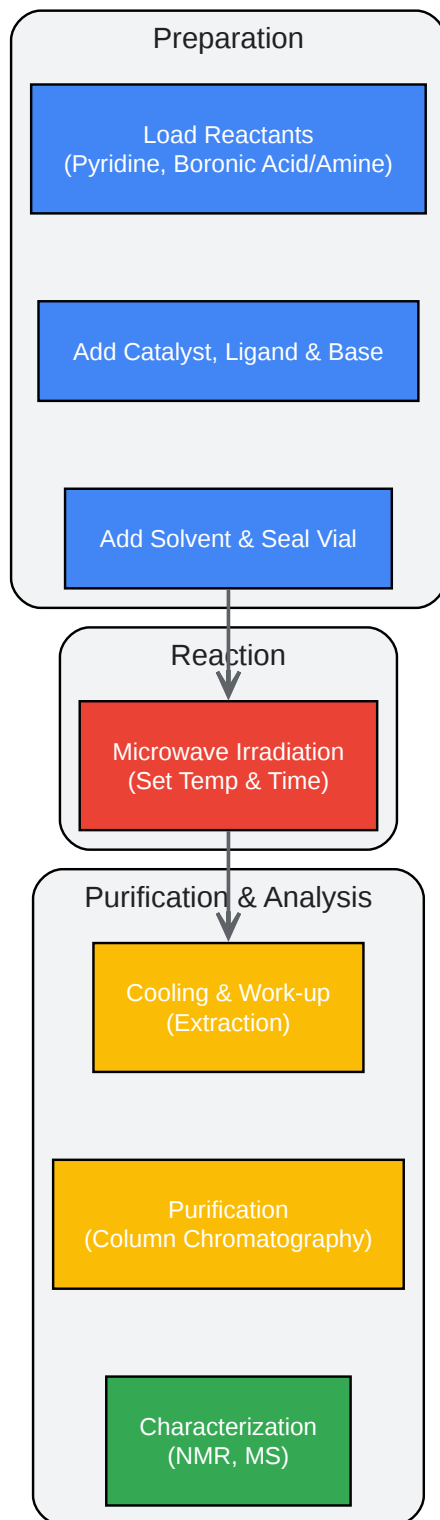 Preparation
Load Reactants
(Pyridine, Boronic Acid/Amine)
Add Catalyst, Ligand & Base
Add Solvent & Seal Vial
Reaction
Microwave Irradiation
(Set Temp & Time)
Purification & Analysis
Cooling & Work-up
(Extraction)
Purification
(Column Chromatography)
Characterization
(NMR, MS)